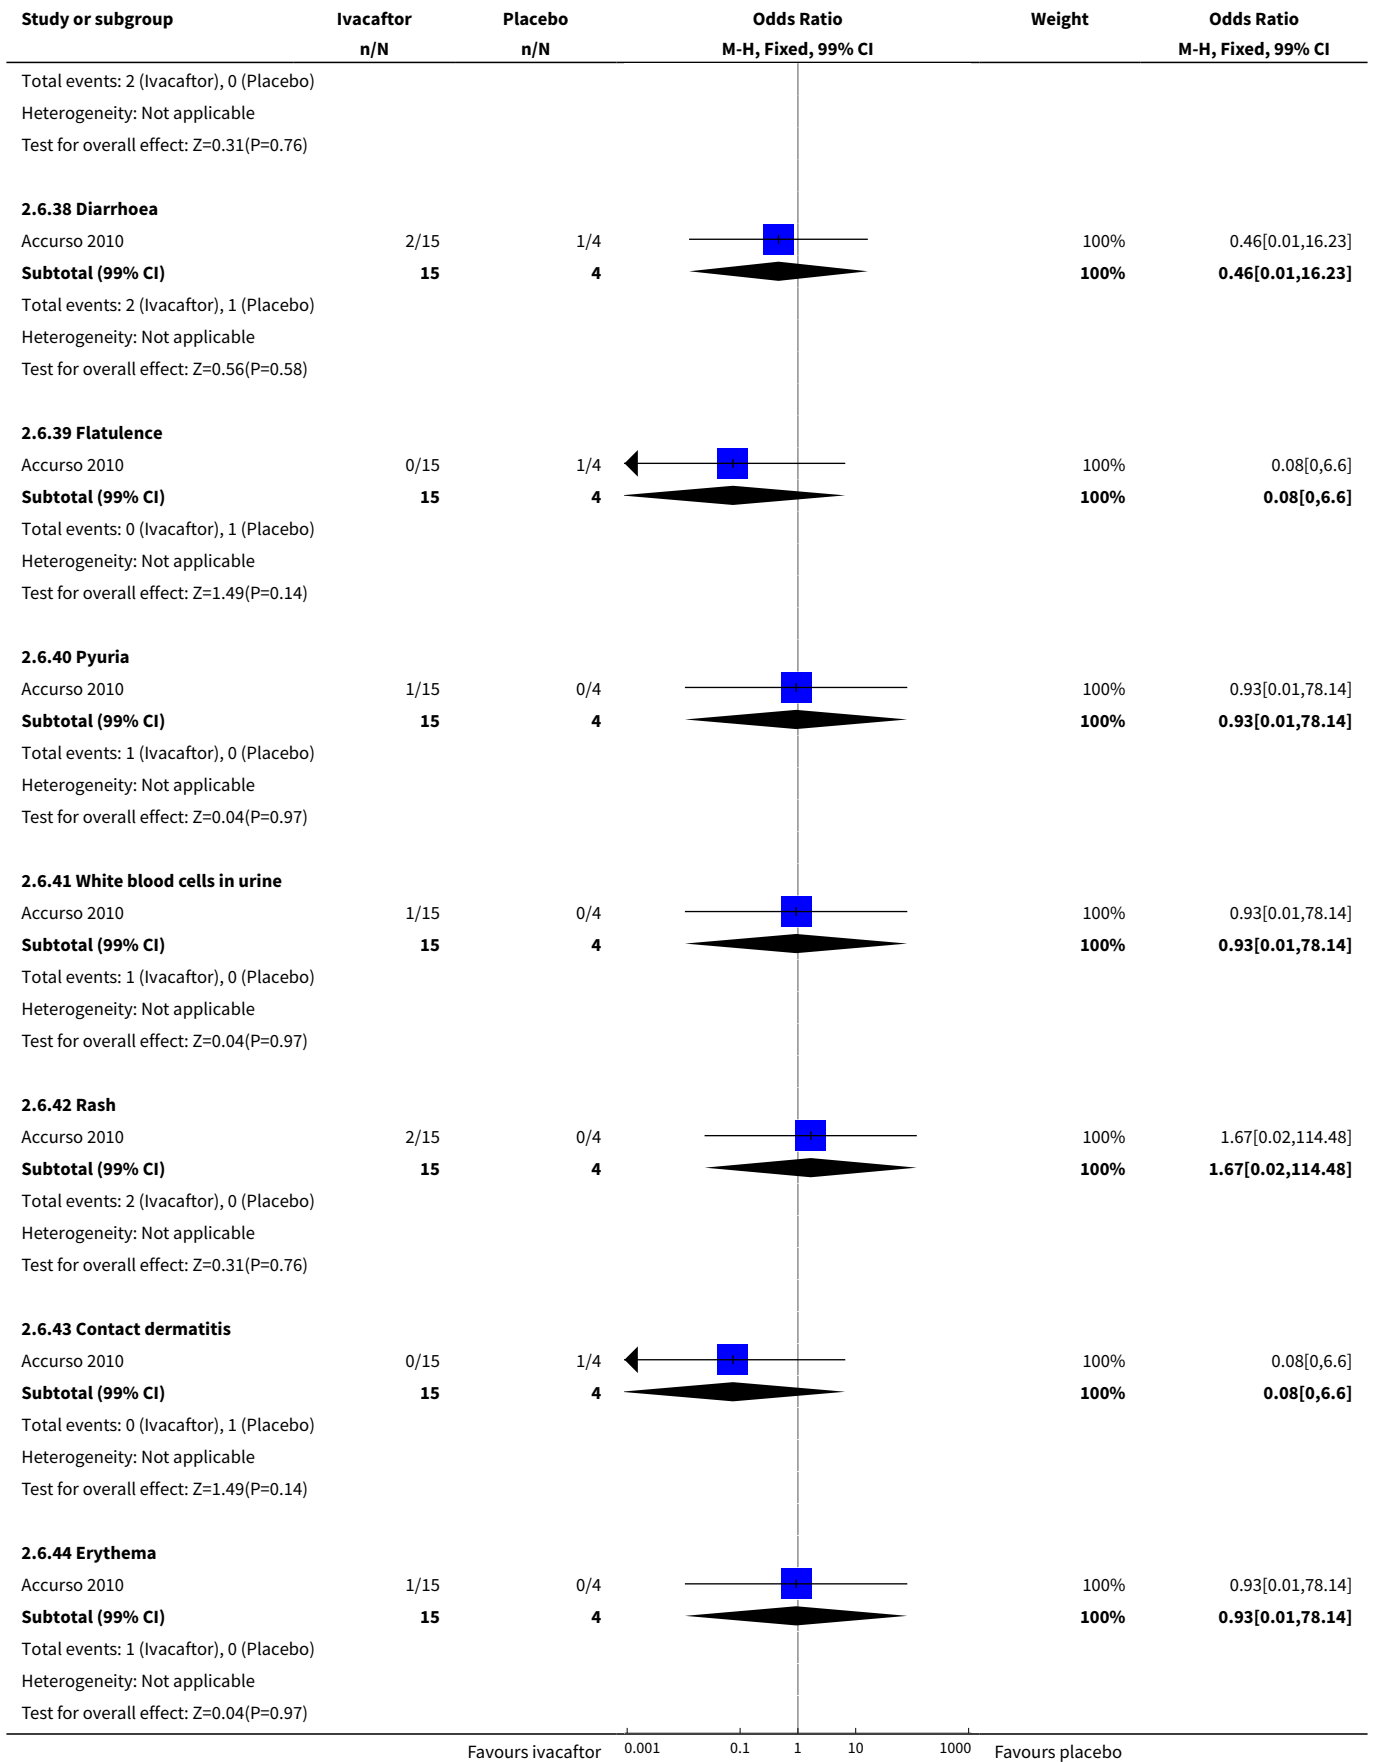 Study or subgroup Ivacaftor Placebo Odds Ratio Weight Odds Ratio
n/N n/N M-H, Fixed, 99% CI M-H, Fixed, 99% CI
Total events: 2 (Ivacaftor), 0 (Placebo)
Heterogeneity: Not applicable
Test for overall effect: Z=0.31(P=0.76)
2.6.38 Diarrhoea
Accurso 2010 2/15 1/4 100% 0.46[0.01,16.23]
Subtotal (99% CI) 15 4 100% 0.46[0.01,16.23]
Total events: 2 (Ivacaftor), 1 (Placebo)
Heterogeneity: Not applicable
Test for overall effect: Z=0.56(P=0.58)
2.6.39 Flatulence
Accurso 2010 0/15 1/4 100% 0.08[0,6.6]
Subtotal (99% CI) 15 4 100% 0.08[0,6.6]
Total events: 0 (Ivacaftor), 1 (Placebo)
Heterogeneity: Not applicable
Test for overall effect: Z=1.49(P=0.14)
2.6.40 Pyuria
Accurso 2010 1/15 0/4 100% 0.93[0.01,78.14]
Subtotal (99% CI) 15 4 100% 0.93[0.01,78.14]
Total events: 1 (Ivacaftor), 0 (Placebo)
Heterogeneity: Not applicable
Test for overall effect: Z=0.04(P=0.97)
2.6.41 White blood cells in urine
Accurso 2010 1/15 0/4 100% 0.93[0.01,78.14]
Subtotal (99% CI) 15 4 100% 0.93[0.01,78.14]
Total events: 1 (Ivacaftor), 0 (Placebo)
Heterogeneity: Not applicable
Test for overall effect: Z=0.04(P=0.97)
2.6.42 Rash
Accurso 2010 2/15 0/4 100% 1.67[0.02,114.48]
Subtotal (99% CI) 15 4 100% 1.67[0.02,114.48]
Total events: 2 (Ivacaftor), 0 (Placebo)
Heterogeneity: Not applicable
Test for overall effect: Z=0.31(P=0.76)
2.6.43 Contact dermatitis
Accurso 2010 0/15 1/4 100% 0.08[0,6.6]
Subtotal (99% CI) 15 4 100% 0.08[0,6.6]
Total events: 0 (Ivacaftor), 1 (Placebo)
Heterogeneity: Not applicable
Test for overall effect: Z=1.49(P=0.14)
2.6.44 Erythema
Accurso 2010 1/15 0/4 100% 0.93[0.01,78.14]
Subtotal (99% CI) 15 4 100% 0.93[0.01,78.14]
Total events: 1 (Ivacaftor), 0 (Placebo)
Heterogeneity: Not applicable
Test for overall effect: Z=0.04(P=0.97)
Favours ivacaftor 0.001 0.1 1 10 1000 Favours placebo